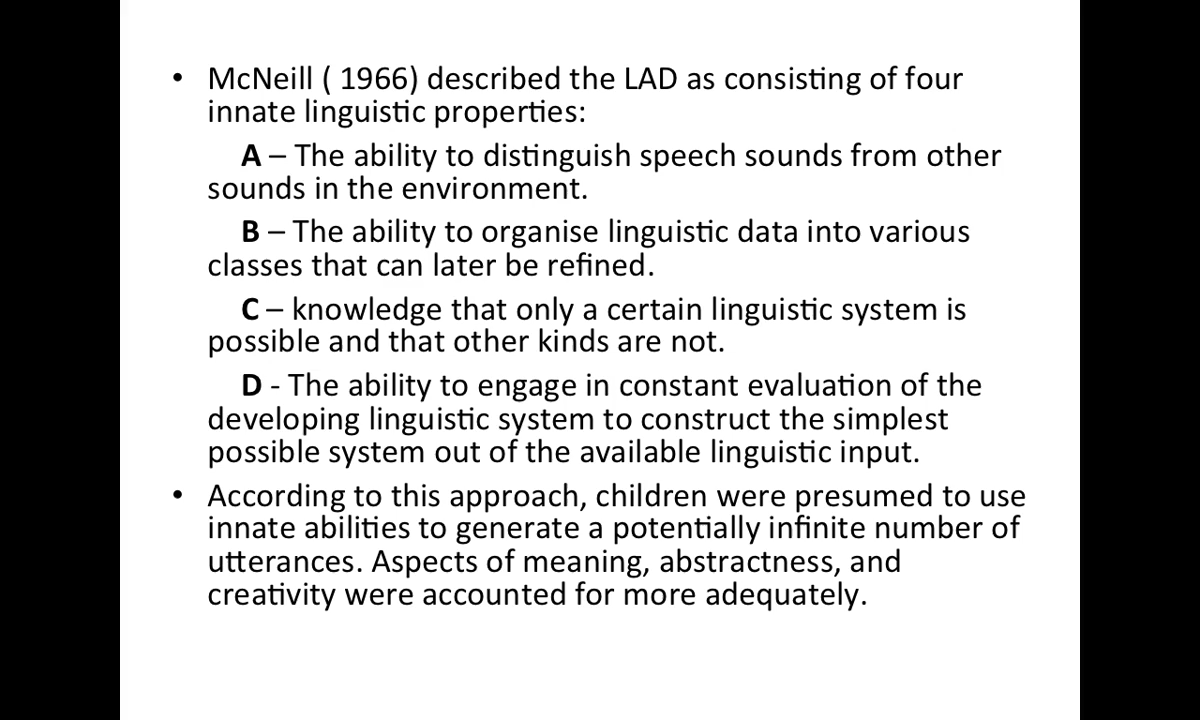 • McNeill ( 1966) described the LAD as consisting of four
innate linguistic properties:
A – The ability to distinguish speech sounds from other
sounds in the environment.
B – The ability to organise linguistic data into various
classes that can later be refined.
C – knowledge that only a certain linguistic system is
possible and that other kinds are not.
D - The ability to engage in constant evaluation of the
developing linguistic system to construct the simplest
possible system out of the available linguistic input.
• According to this approach, children were presumed to use
innate abilities to generate a potentially infinite number of
utterances. Aspects of meaning, abstractness, and
creativity were accounted for more adequately.